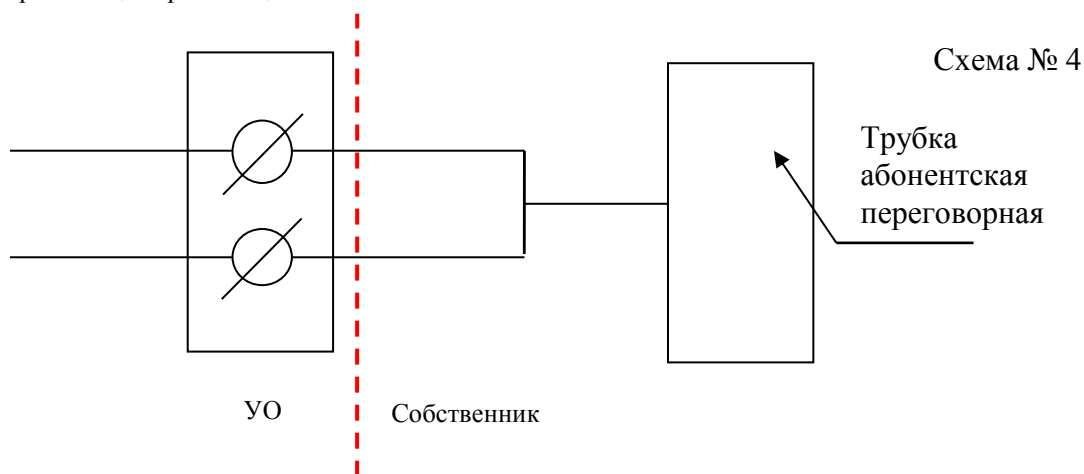 Схема № 4
Трубка
абонентская
переговорная
УО
Собственник